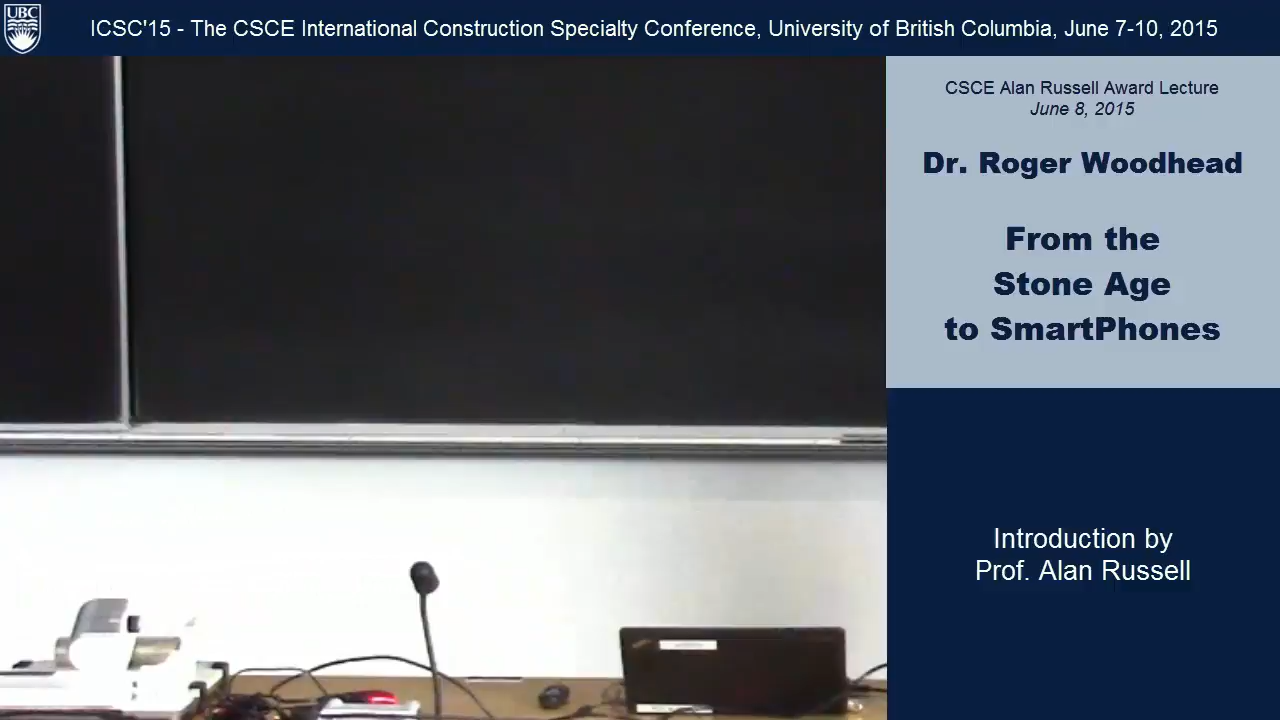 UBC
ICSC'15 - The CSCE International Construction Specialty Conference, University of British Columbia, June 7-10, 2015
CSCE Alan Russell Award Lecture
June 8, 2015
Dr. Roger Woodhead
From the
Stone Age
to SmartPhones
Introduction by
Prof. Alan Russell